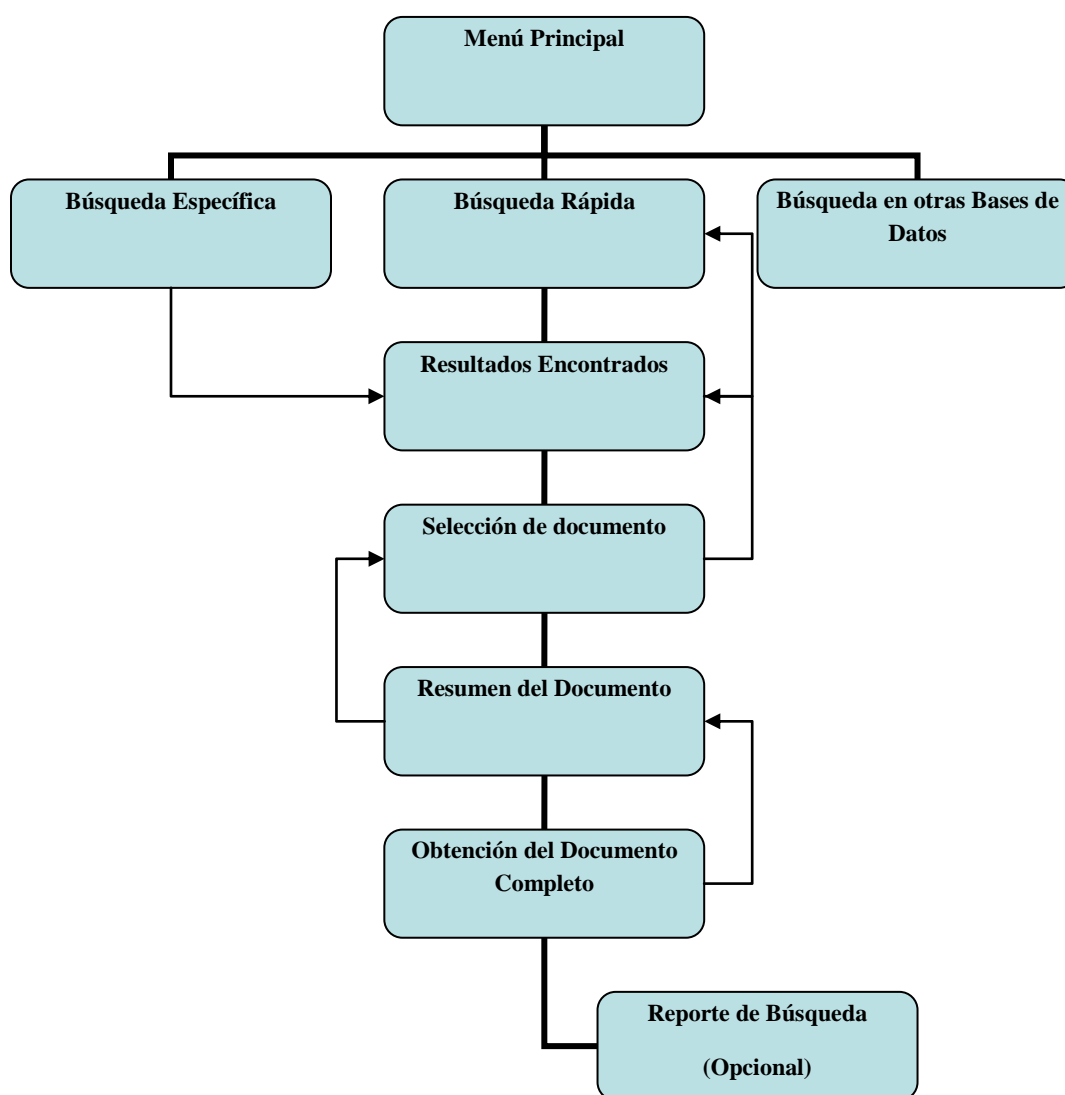 Menú Principal
Búsqueda Específica
Búsqueda Rápida
Búsqueda en otras Bases de
Datos
Resultados Encontrados
Selección de documento
Resumen del Documento
Obtención del Documento
Completo
Reporte de Búsqueda
(Opcional)